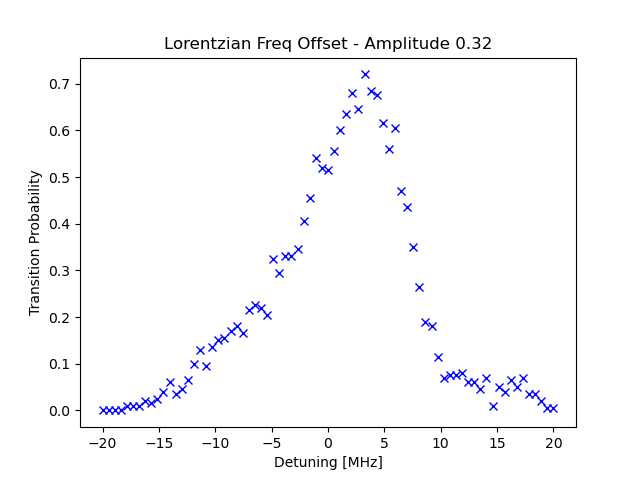 Lorentzian Freq Offset - Amplitude 0.32
Transition Probability
0.7
0.6
0.5
0.4
0.3
0.2
0.1
0.0
−20 −15 −10 −5 0 5 10 15 20
Detuning [MHz]